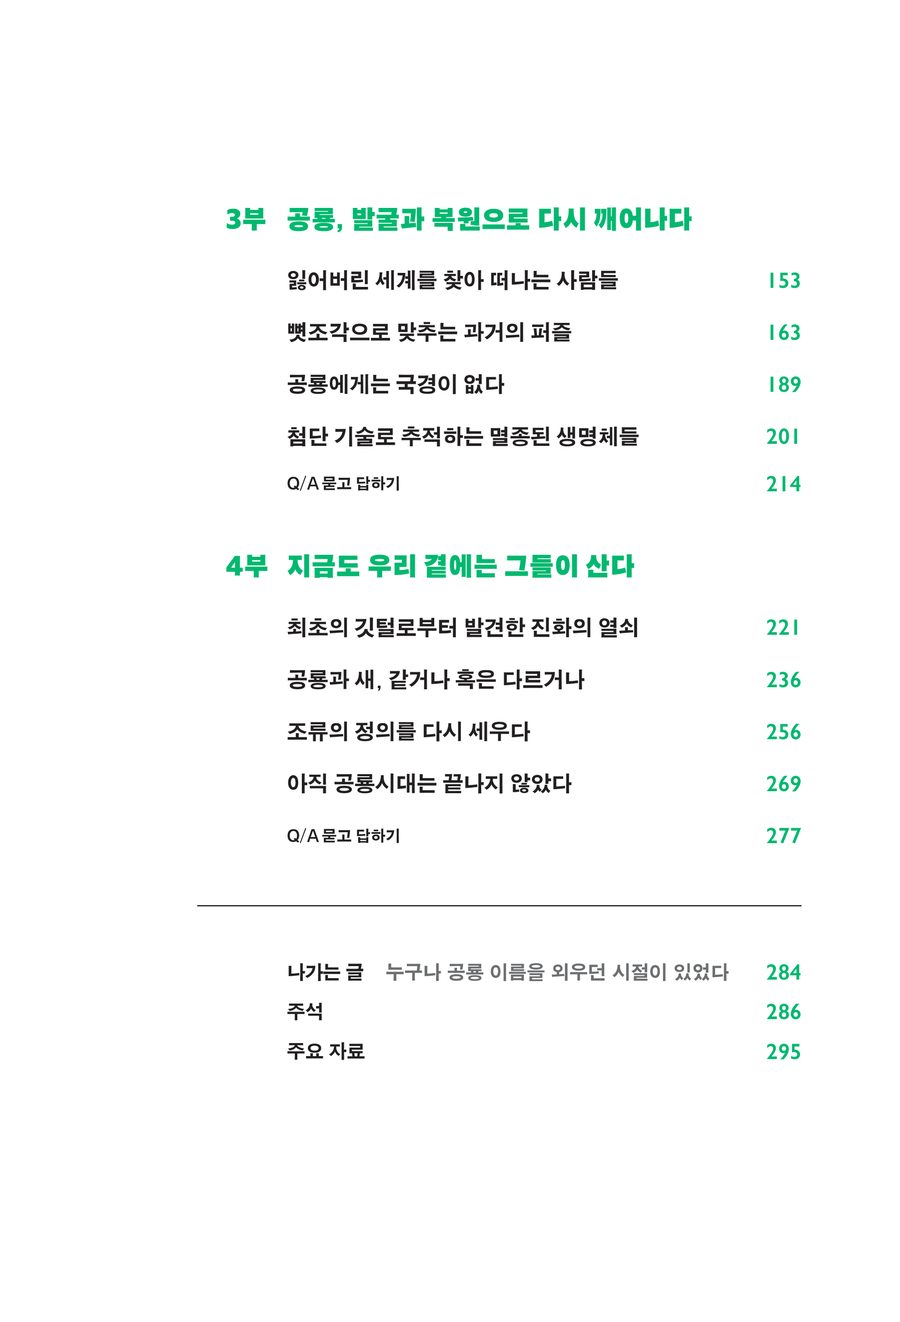 3부 공룡, 발굴과 복원으로 다시 깨어나다
잃어버린 세계를 찾아 떠나는 사람들 153
뼛조각으로 맞추는 과거의 퍼즐 163
공룡에게는 국경이 없다 189
첨단 기술로 추적하는 멸종된 생명체들 201
Q/A 묻고 답하기 214
4부 지금도 우리 곁에는 그들이 산다
최초의 깃털로부터 발견한 진화의 열쇠 221
공룡과 새, 같거나 혹은 다르거나 236
조류의 정의를 다시 세우다 256
아직 공룡시대는 끝나지 않았다 269
Q/A 묻고 답하기 277
나가는 글 누구나 공룡 이름을 외우던 시절이 있었다 284
주석 286
주요 자료 295